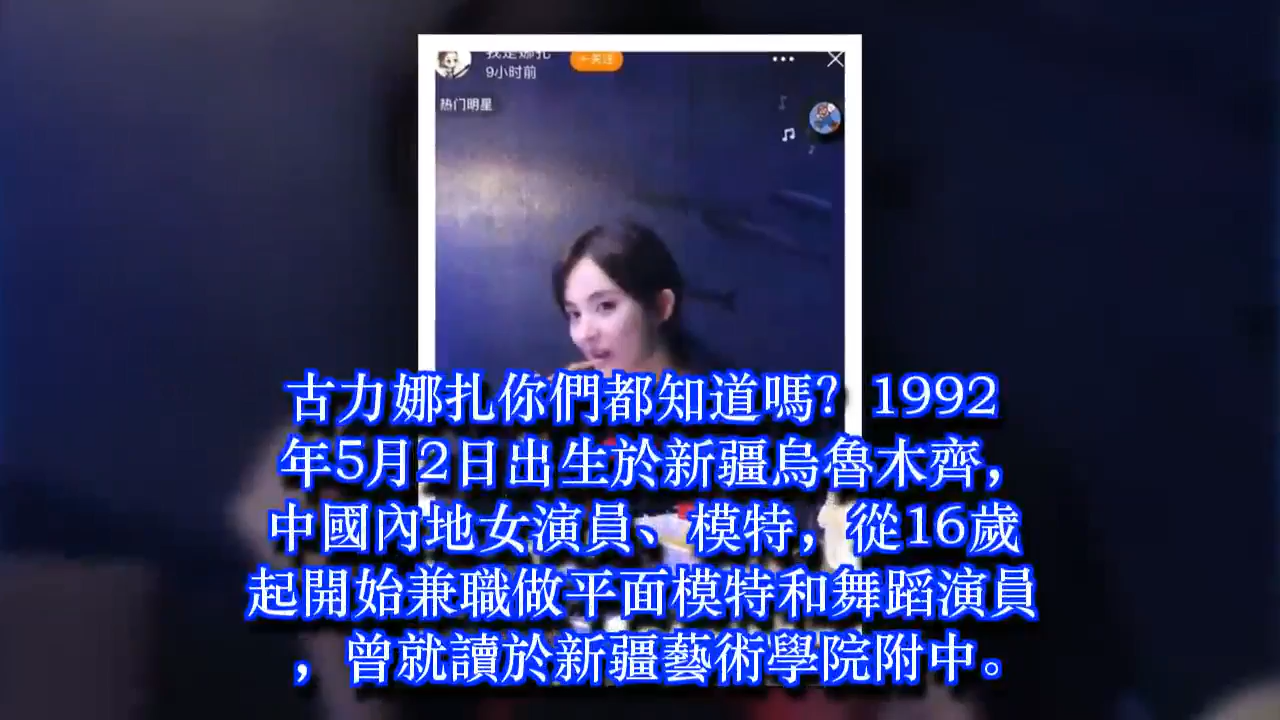 我是娜扎
+关注
9小时前
热门明星
古力娜扎你們都知道嗎？1992
年5月2日出生於新疆烏魯木齊，
中國內地女演員、模特，從16歲
起開始兼職做平面模特和舞蹈演員
，曾就讀於新疆藝術學院附中。